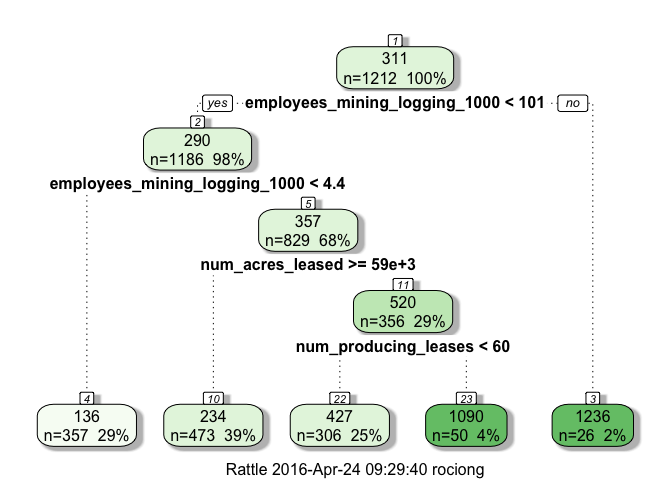 1
311
n=1212 100%
yes employees_mining_logging_1000 < 101 no
2
290
n=1186 98%
employees_mining_logging_1000 < 4.4
5
357
n=829 68%
num_acres_leased >= 59e+3
11
520
n=356 29%
num_producing_leases < 60
4 10 22 23 3
136 234 427 1090 1236
n=357 29% n=473 39% n=306 25% n=50 4% n=26 2%
Rattle 2016-Apr-24 09:29:40 rociong